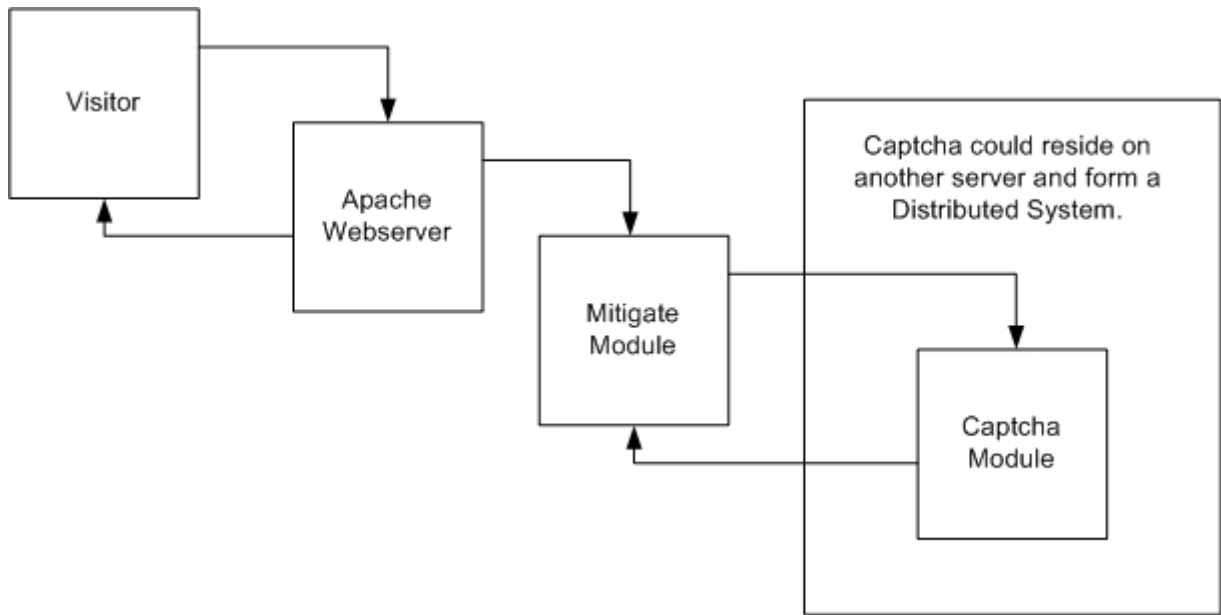 Visitor
Apache
Webserver
Mitigate
Module
Captcha could reside on
another server and form a
Distributed System.
Captcha
Module